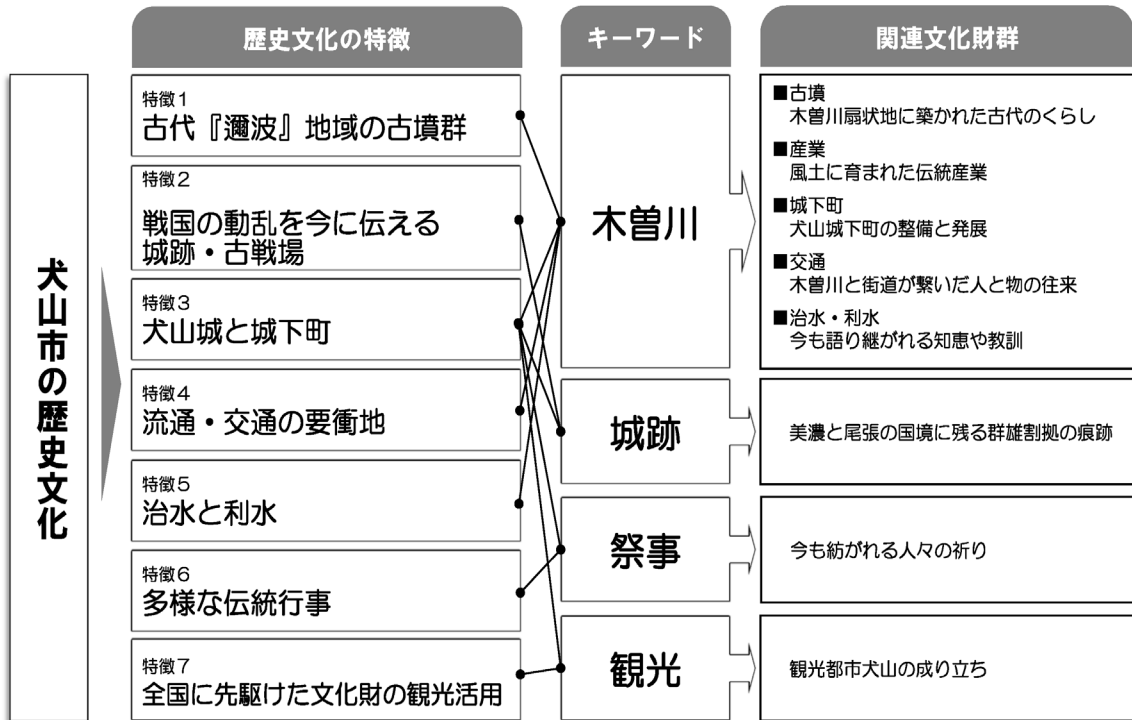 歴史文化の特徴
キーワード
関連文化財群
犬山市の歴史文化
特徴1
古代『邇波』地域の古墳群
特徴2
戦国の動乱を今に伝える
城跡・古戦場
特徴3
犬山城と城下町
特徴4
流通・交通の要衝地
特徴5
治水と利水
特徴6
多様な伝統行事
特徴7
全国に先駆けた文化財の観光活用
木曽川
城跡
祭事
観光
■古墳
木曽川扇状地に築かれた古代のくらし
■産業
風土に育まれた伝統産業
■城下町
犬山城下町の整備と発展
■交通
木曽川と街道が繋いだ人と物の往来
■治水・利水
今も語り継がれる知恵や教訓
美濃と尾張の国境に残る群雄割拠の痕跡
今も紡がれる人々の祈り
観光都市犬山の成り立ち